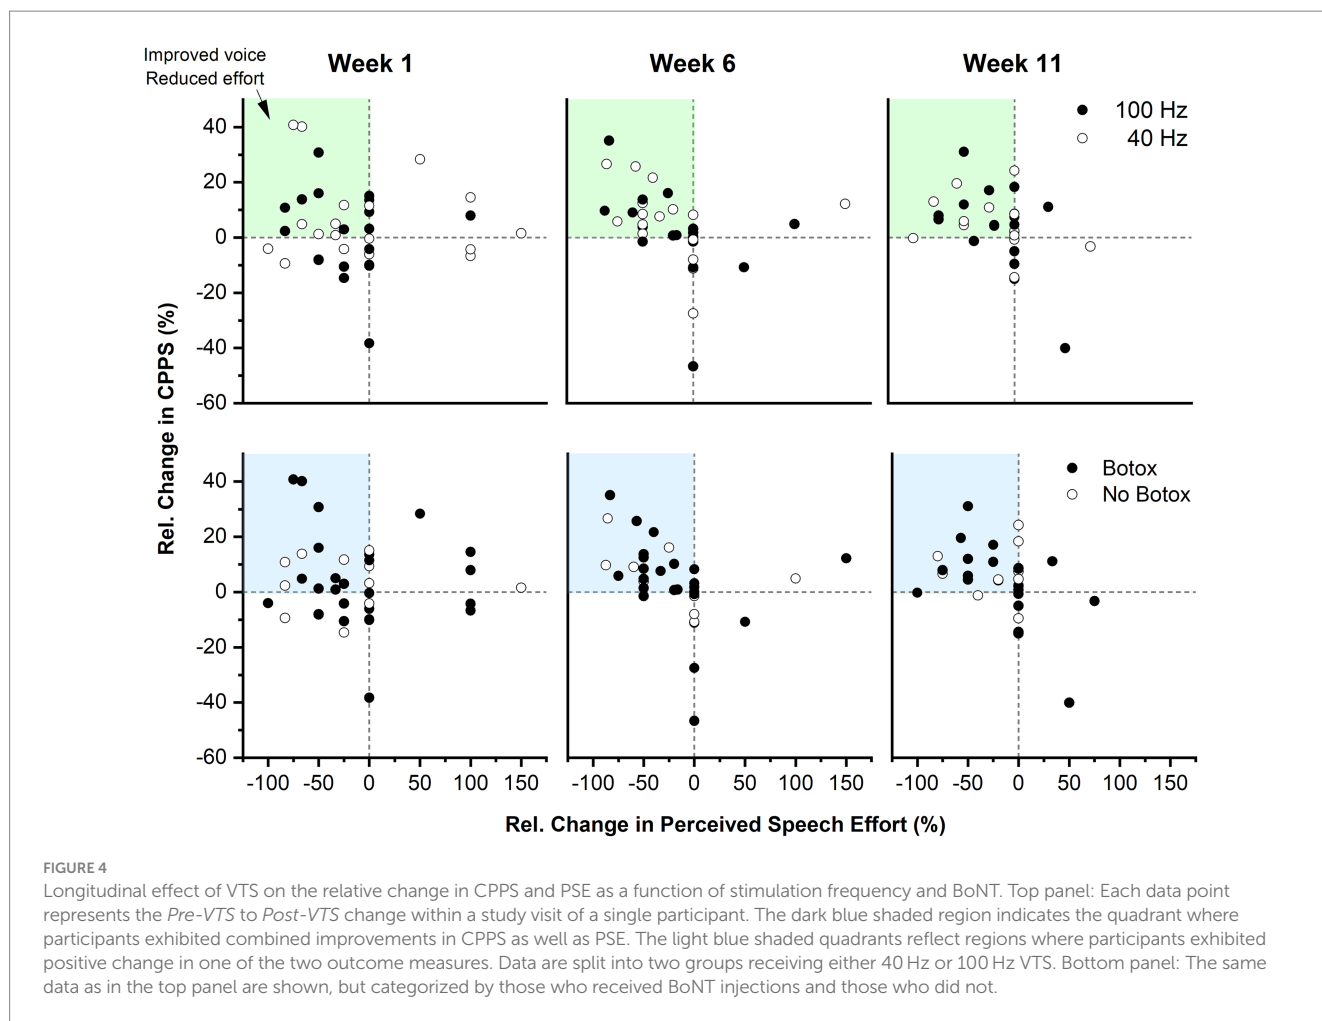 Improved voice
Reduced effort
Week 1
Week 6
Week 11
100 Hz
40 Hz
40
20
0
-20
-40
-60
Rel. Change in CPPS (%)
Botox
No Botox
40
20
0
-20
-40
-60
-100 -50 0 50 100 150
-100 -50 0 50 100 150
-100 -50 0 50 100 150
Rel. Change in Perceived Speech Effort (%)
FIGURE 4
Longitudinal effect of VTS on the relative change in CPPS and PSE as a function of stimulation frequency and BoNT. Top panel: Each data point
represents the Pre-VTS to Post-VTS change within a study visit of a single participant. The dark blue shaded region indicates the quadrant where
participants exhibited combined improvements in CPPS as well as PSE. The light blue shaded quadrants reflect regions where participants exhibited
positive change in one of the two outcome measures. Data are split into two groups receiving either 40 Hz or 100 Hz VTS. Bottom panel: The same
data as in the top panel are shown, but categorized by those who received BoNT injections and those who did not.